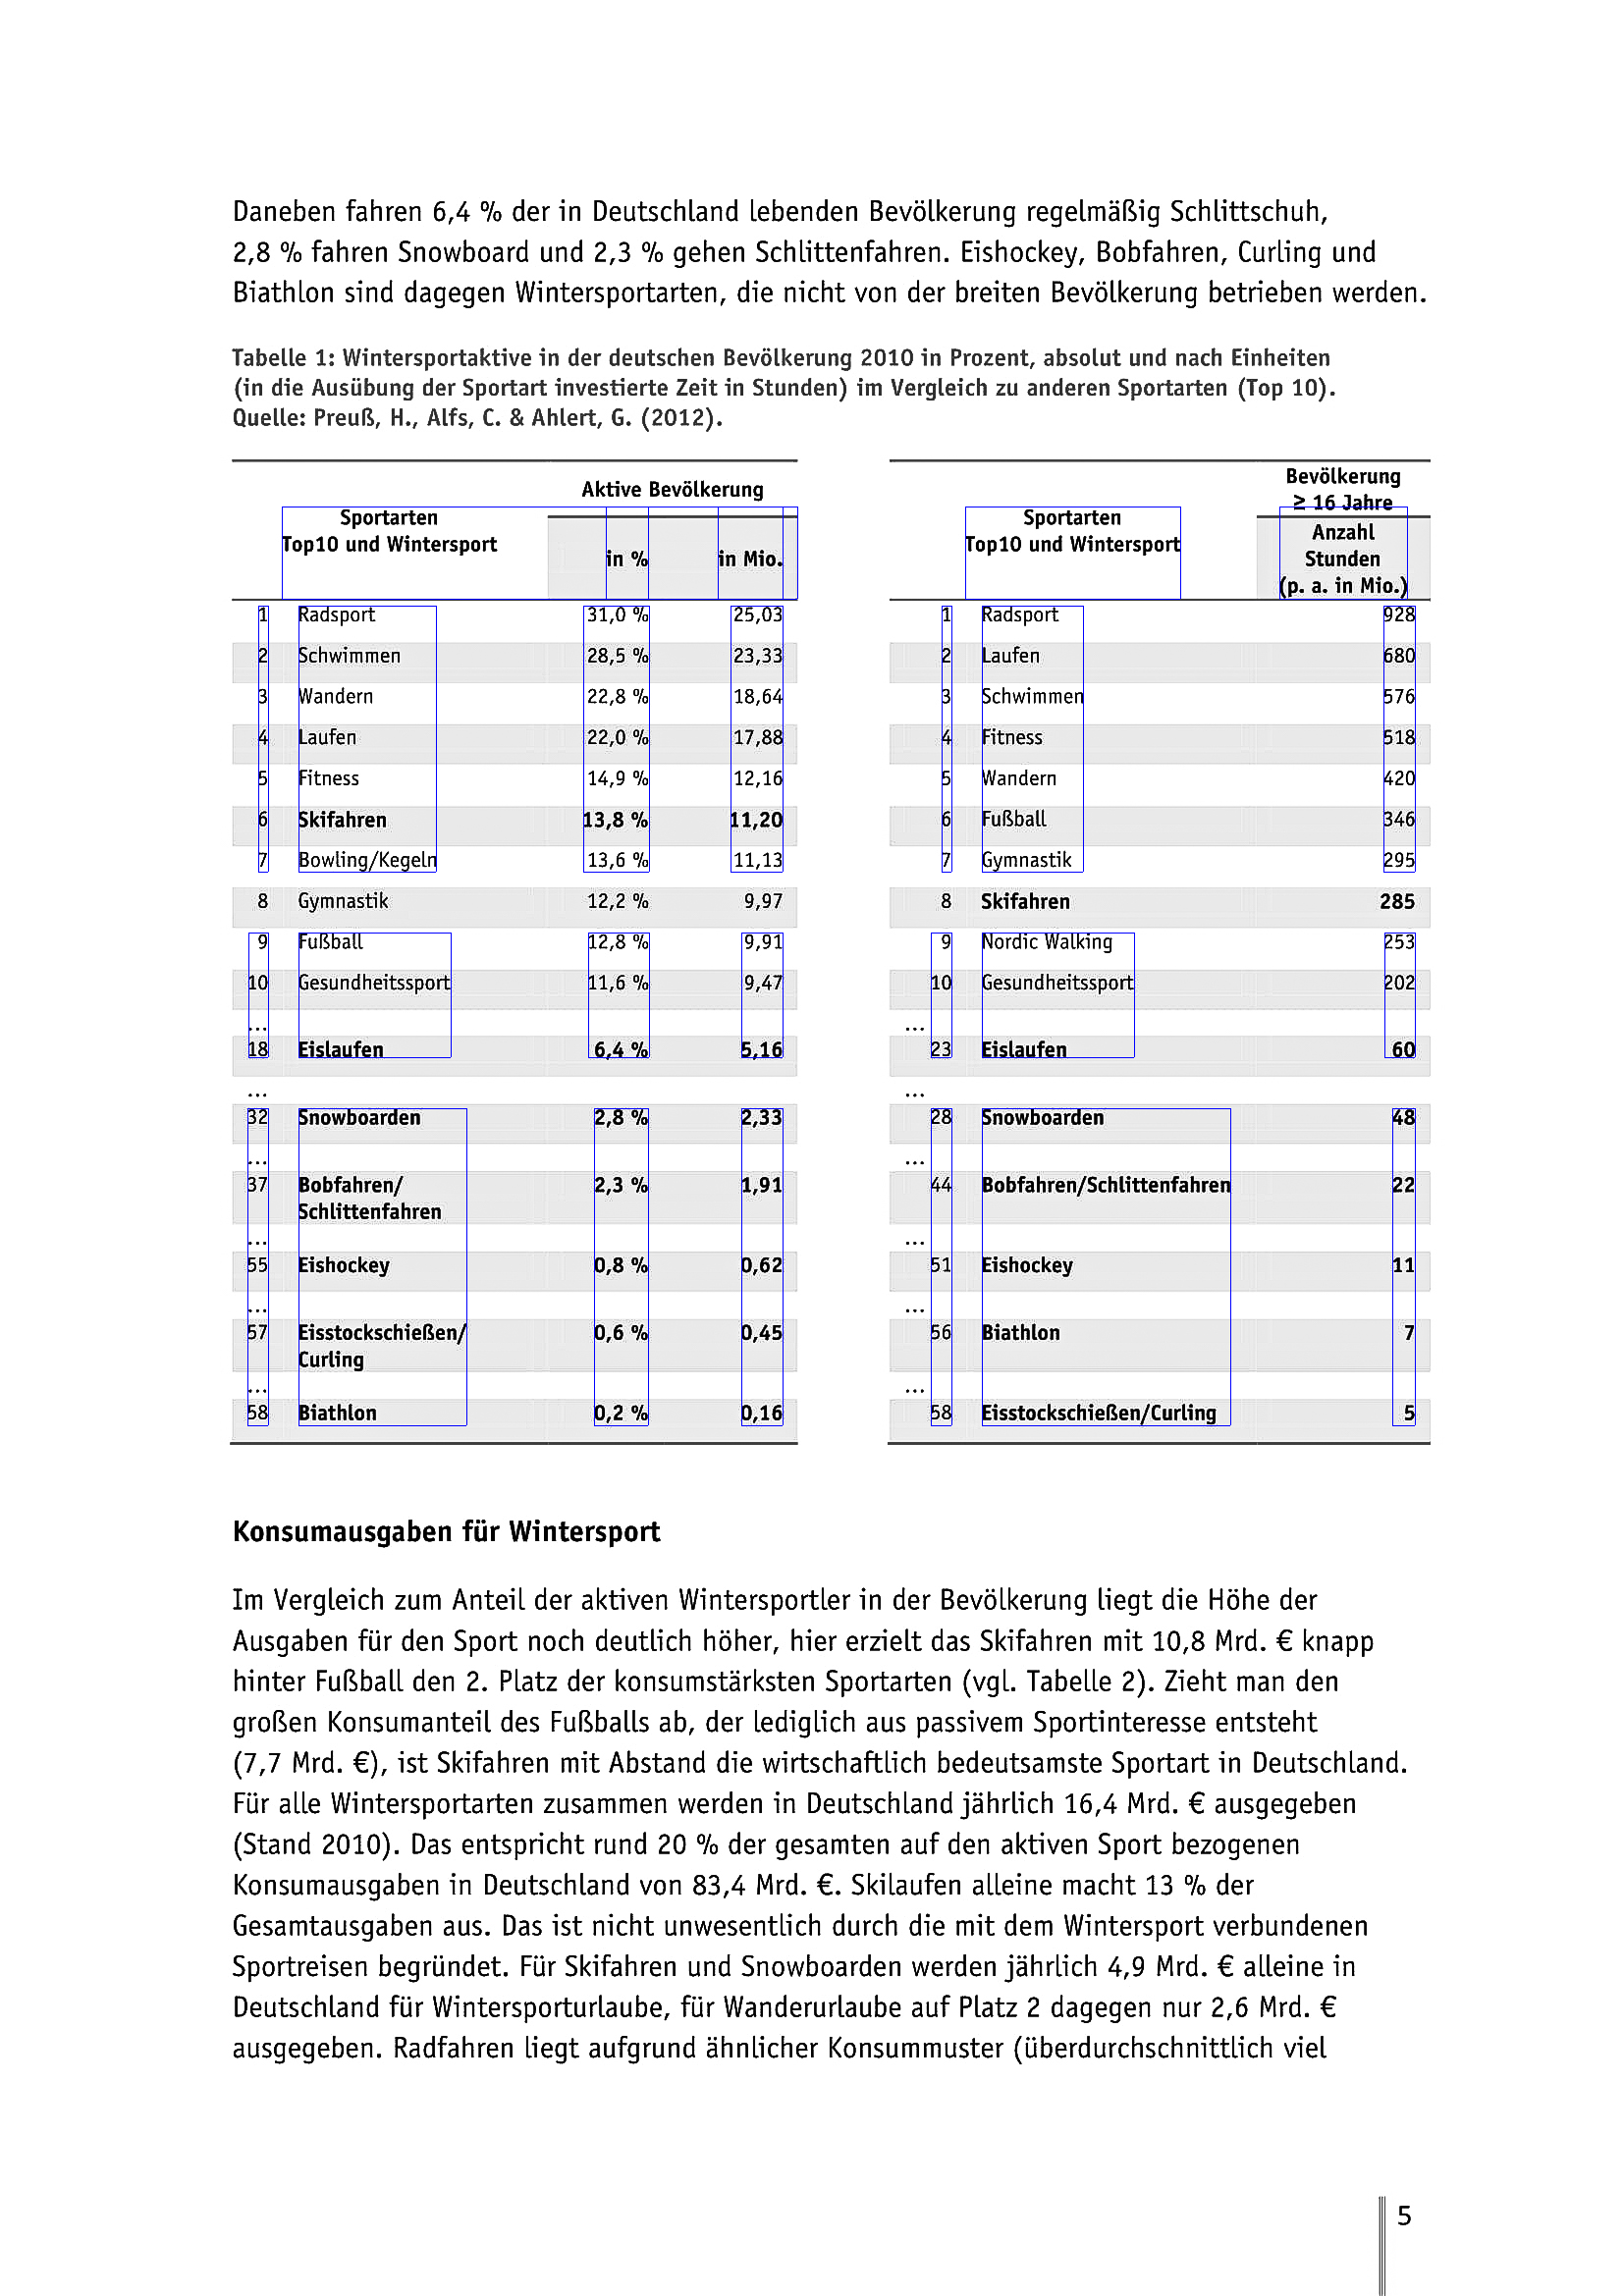 Daneben fahren 6,4 % der in Deutschland lebenden Bevölkerung regelmäßig Schlittschuh,
2,8 % fahren Snowboard und 2,3 % gehen Schlittenfahren. Eishockey, Bobfahren, Curling und
Biathlon sind dagegen Wintersportarten, die nicht von der breiten Bevölkerung betrieben werden.
Tabelle 1: Wintersportaktive in der deutschen Bevölkerung 2010 in Prozent, absolut und nach Einheiten
(in die Ausübung der Sportart investierte Zeit in Stunden) im Vergleich zu anderen Sportarten (Top 10).
Quelle: Preuß, H., Alfs, C. & Ahlert, G. (2012).
Aktive Bevölkerung
Sportarten
Top10 und Wintersport
in % in Mio.
1 Radsport 31,0 % 25,03
2 Schwimmen 28,5 % 23,33
3 Wandern 22,8 % 18,64
4 Laufen 22,0 % 17,88
5 Fitness 14,9 % 12,16
6 Skifahren 13,8 % 11,20
7 Bowling/Kegeln 13,6 % 11,13
8 Gymnastik 12,2 % 9,97
9 Fußball 12,8 % 9,91
10 Gesundheitssport 11,6 % 9,47
...
18 Eislaufen 6,4 % 5,16
...
32 Snowboarden 2,8 % 2,33
...
37 Bobfahren/ 2,3 % 1,91
Schlittenfahren
...
55 Eishockey 0,8 % 0,62
...
57 Eisstockschießen/ 0,6 % 0,45
Curling
...
58 Biathlon 0,2 % 0,16
Bevölkerung
≥ 16 Jahre
Sportarten
Top10 und Wintersport
Anzahl
Stunden
(p. a. in Mio.)
1 Radsport 928
2 Laufen 680
3 Schwimmen 576
4 Fitness 518
5 Wandern 420
6 Fußball 346
7 Gymnastik 295
8 Skifahren 285
9 Nordic Walking 253
10 Gesundheitssport 202
...
23 Eislaufen 60
...
28 Snowboarden 48
...
44 Bobfahren/Schlittenfahren 22
...
51 Eishockey 11
...
56 Biathlon 7
...
58 Eisstockschießen/Curling 5
Konsumausgaben für Wintersport
Im Vergleich zum Anteil der aktiven Wintersportler in der Bevölkerung liegt die Höhe der
Ausgaben für den Sport noch deutlich höher, hier erzielt das Skifahren mit 10,8 Mrd. € knapp
hinter Fußball den 2. Platz der konsumstärksten Sportarten (vgl. Tabelle 2). Zieht man den
großen Konsumanteil des Fußballs ab, der lediglich aus passivem Sportinteresse entsteht
(7,7 Mrd. €), ist Skifahren mit Abstand die wirtschaftlich bedeutsamste Sportart in Deutschland.
Für alle Wintersportarten zusammen werden in Deutschland jährlich 16,4 Mrd. € ausgegeben
(Stand 2010). Das entspricht rund 20 % der gesamten auf den aktiven Sport bezogenen
Konsumausgaben in Deutschland von 83,4 Mrd. €. Skilaufen alleine macht 13 % der
Gesamtausgaben aus. Das ist nicht unwesentlich durch die mit dem Wintersport verbundenen
Sportreisen begründet. Für Skifahren und Snowboarden werden jährlich 4,9 Mrd. € alleine in
Deutschland für Wintersporturlaube, für Wanderurlaube auf Platz 2 dagegen nur 2,6 Mrd. €
ausgegeben. Radfahren liegt aufgrund ähnlicher Konsummuster (überdurchschnittlich viel
5